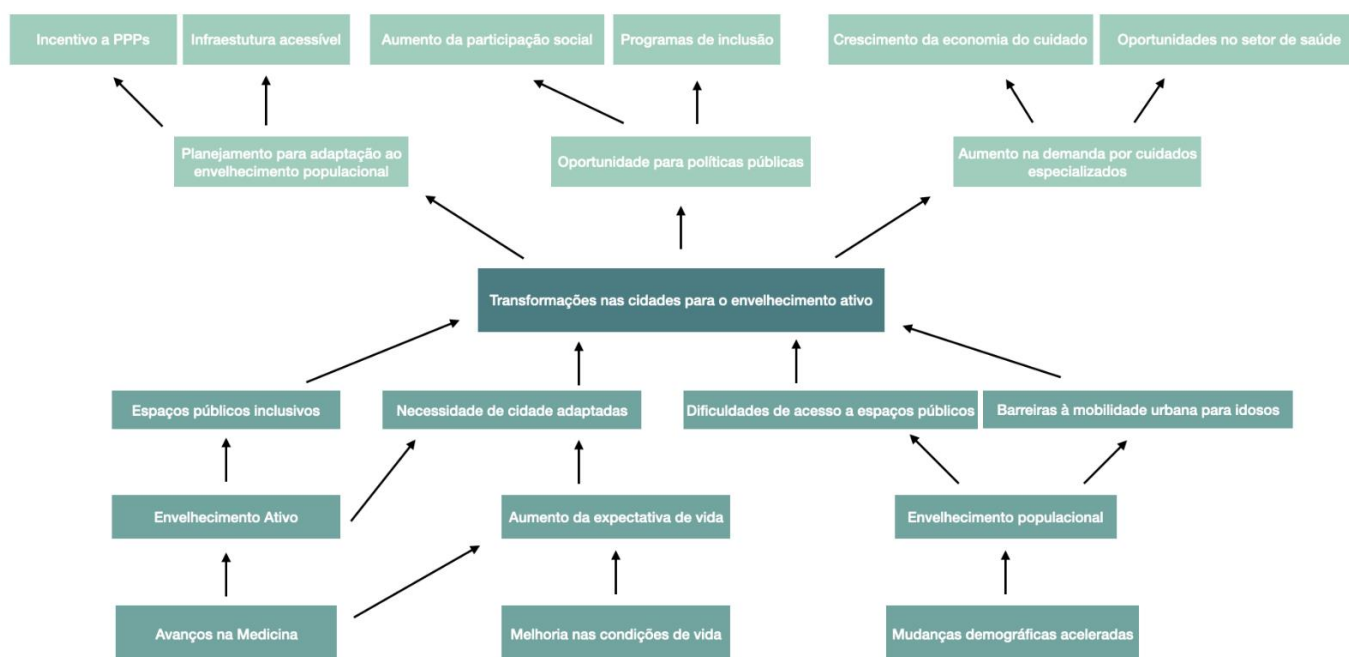 Incentivo a PPPs
Infraestutura acessível
Aumento da participação social
Programas de inclusão
Crescimento da economia do cuidado
Oportunidades no setor de saúde
Planejamento para adaptação ao
envelhecimento populacional
Oportunidade para políticas públicas
Aumento na demanda por cuidados
especializados
Transformações nas cidades para o envelhecimento ativo
Espaços públicos inclusivos
Necessidade de cidade adaptadas
Dificuldades de acesso a espaços públicos
Barreiras à mobilidade urbana para idosos
Envelhecimento Ativo
Aumento da expectativa de vida
Envelhecimento populacional
Avanços na Medicina
Melhoria nas condições de vida
Mudanças demográficas aceleradas